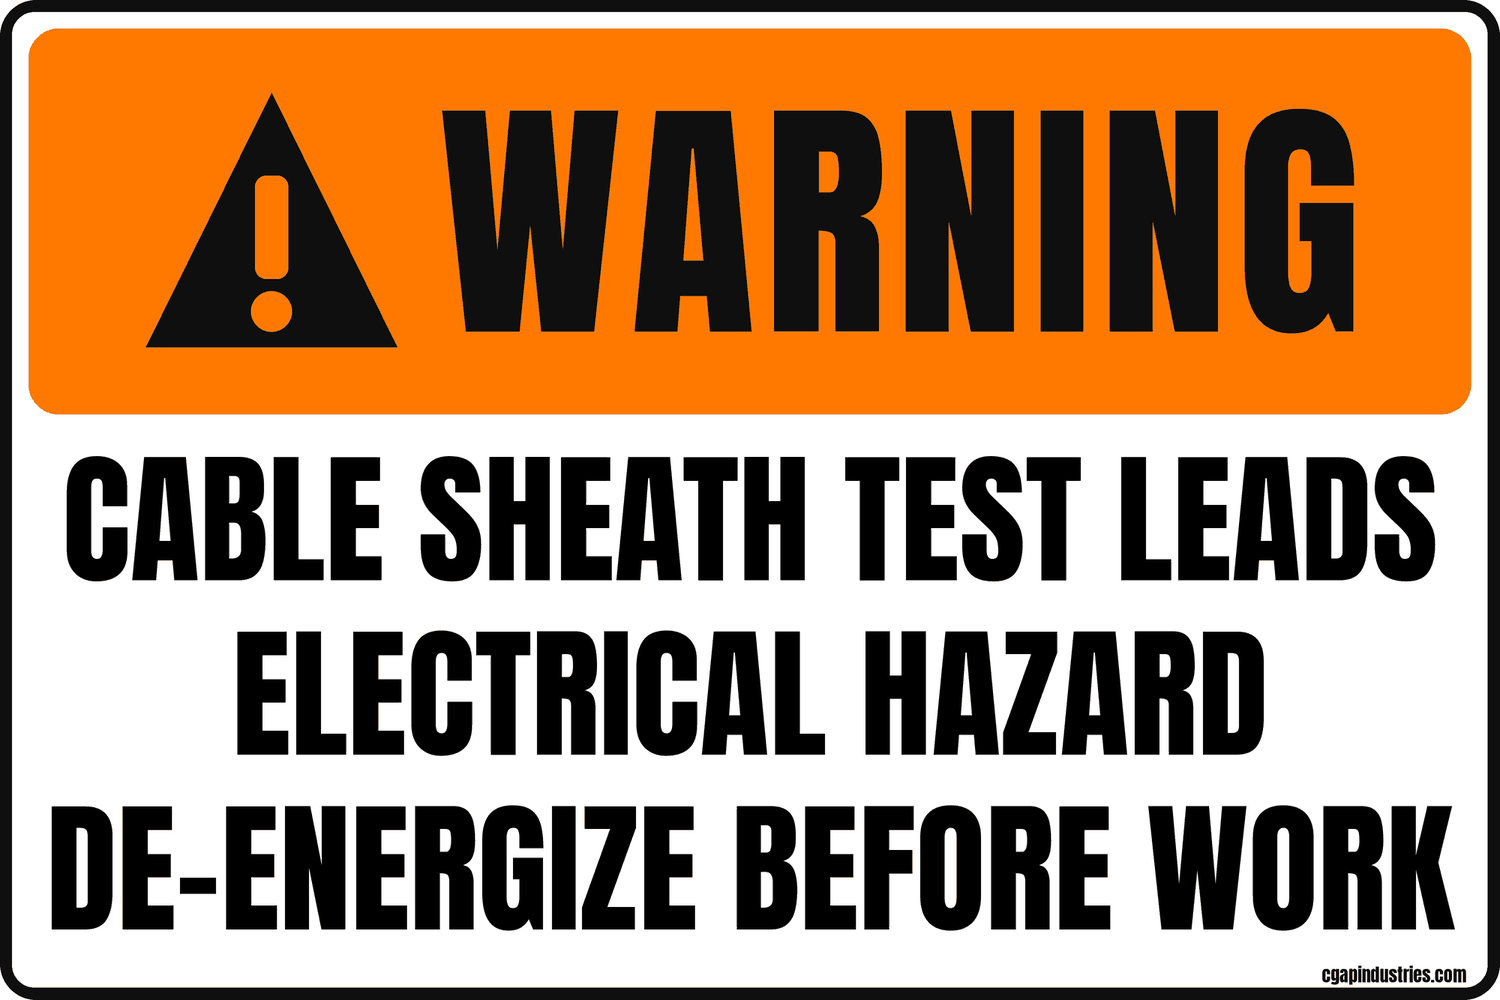 WARNING
CABLE SHEATH TEST LEADS
ELECTRICAL HAZARD
DE-ENERGIZE BEFORE WORK
cgapindustries.com